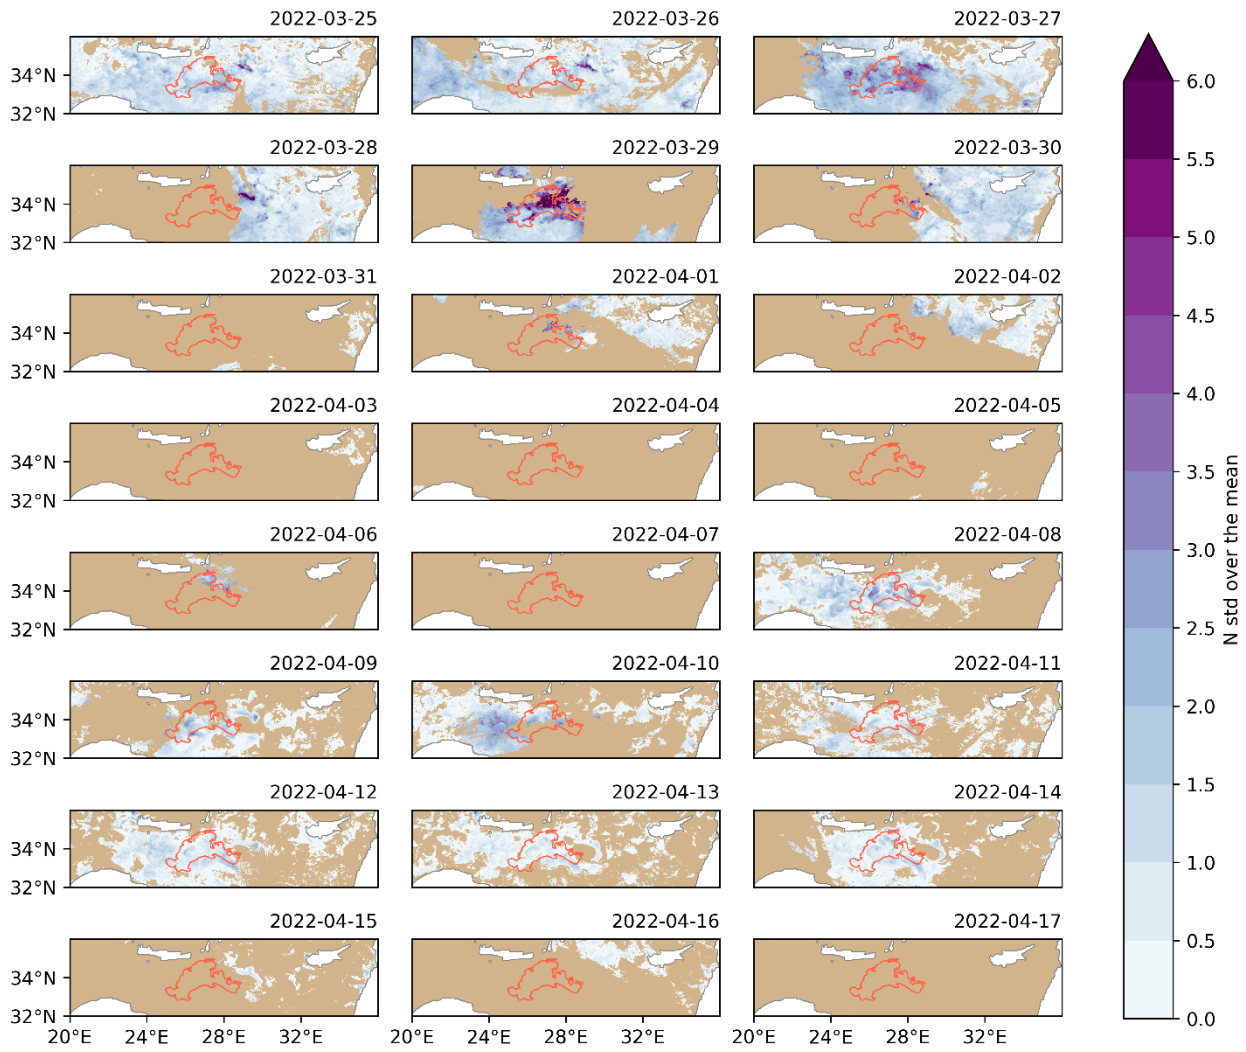 2022-03-25 2022-03-26 2022-03-27
34°N
32°N
2022-03-28 2022-03-29 2022-03-30
34°N
32°N
2022-03-31 2022-04-01 2022-04-02
34°N
32°N
2022-04-03 2022-04-04 2022-04-05
34°N
32°N
2022-04-06 2022-04-07 2022-04-08
34°N
32°N
2022-04-09 2022-04-10 2022-04-11
34°N
32°N
2022-04-12 2022-04-13 2022-04-14
34°N
32°N
2022-04-15 2022-04-16 2022-04-17
34°N
32°N
20°E 24°E 28°E 32°E 20°E 24°E 28°E 32°E 20°E 24°E 28°E 32°E
6.0
5.5
5.0
4.5
4.0
3.5
3.0
2.5
2.0
1.5
1.0
0.5
0.0
N std over the mean